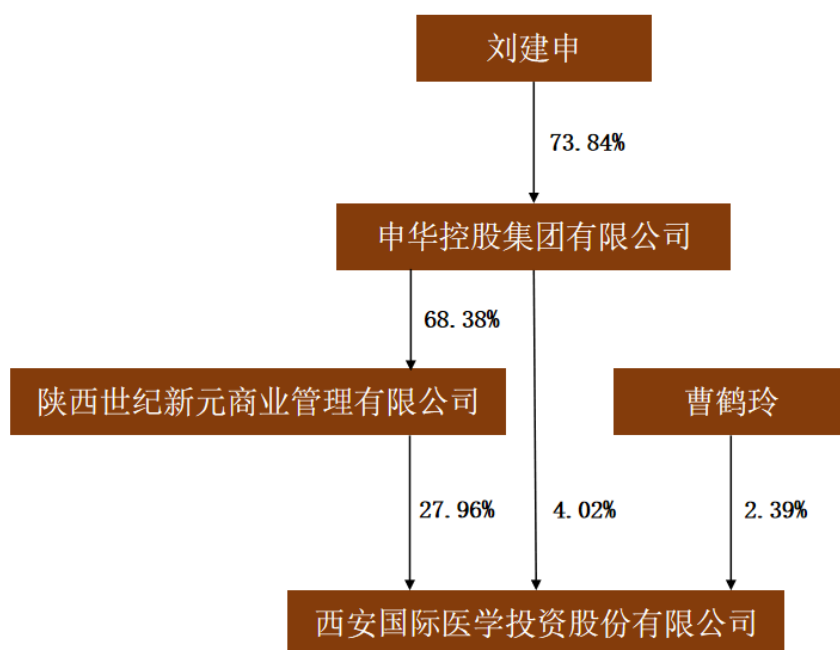 刘建申
73.84%
申华控股集团有限公司
68.38%
陕西世纪新元商业管理有限公司
曹鹤玲
27.96%
4.02%
2.39%
西安国际医学投资股份有限公司